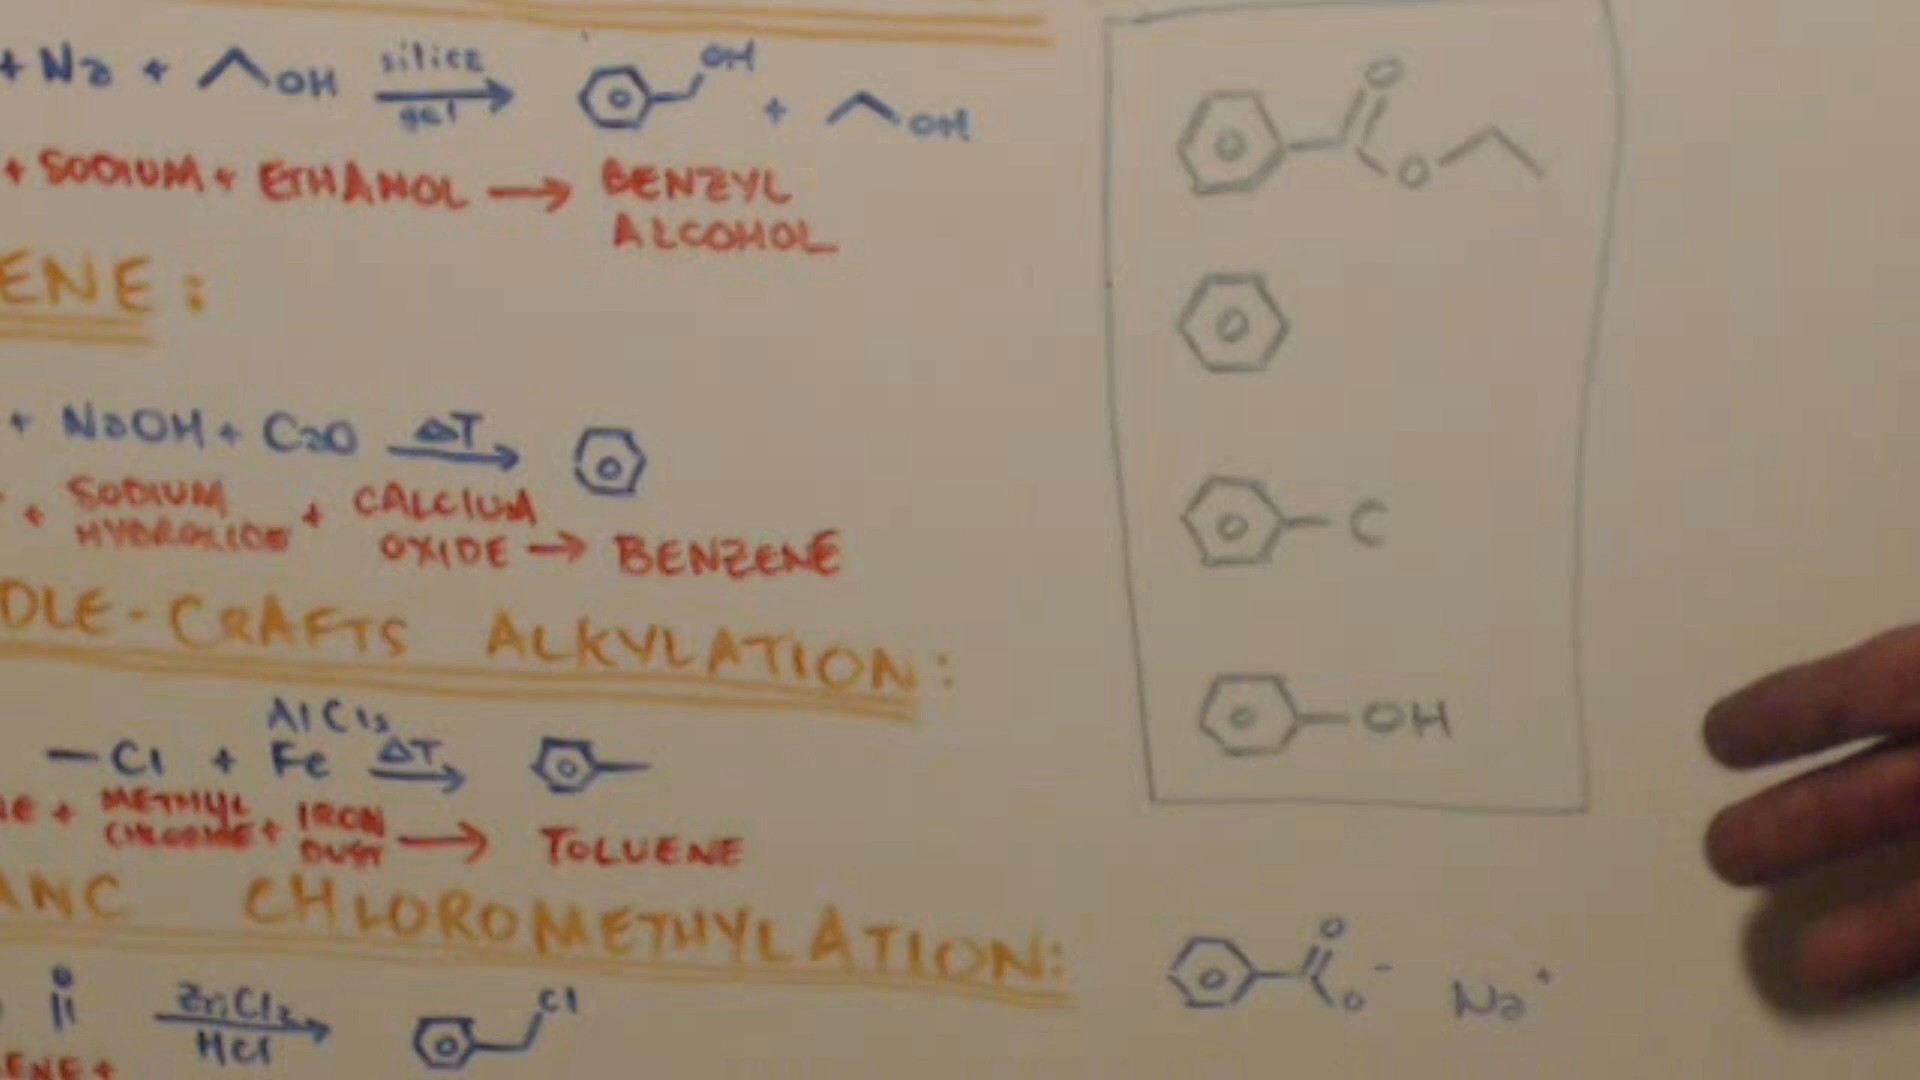 + Na + OH silica gel OH + OH
+ SODIUM + ETHANOL → BENZYL
ALCOHOL
ENE:
+ NaOH + CaO ΔT
+ SODIUM HYDROXIDE + CALCIUM OXIDE → BENZENE
DLE-CRAFTS ALKYLATION:
—Cl + AlCl3 Fe ΔT
+ METHYL CHLORIDE + IRON DUST → TOLUENE
ANC CHLOROMETHYLATION:
O ZnCl2 HCl Cl
ENE +
O
O
C
OH
O
O- Na+